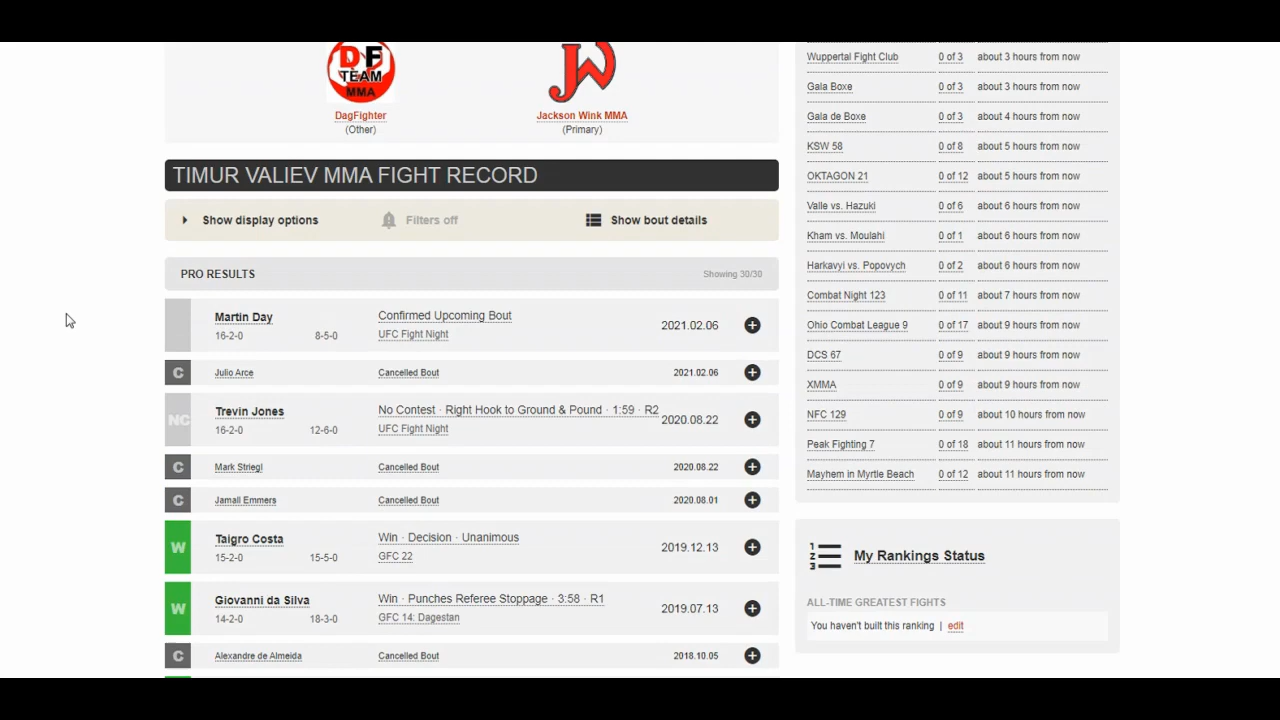 DF
TEAM
MMA
JW
DagFighter
(Other)
Jackson Wink MMA
(Primary)
TIMUR VALIEV MMA FIGHT RECORD
Show display options
Filters off
Show bout details
PRO RESULTS
Showing 30/30
Martin Day
Confirmed Upcoming Bout
16-2-0
8-5-0
UFC Fight Night
2021.02.06
C
Julio Arce
Cancelled Bout
2021.02.06
NC
Trevin Jones
No Contest · Right Hook to Ground & Pound · 1:59 · R2
16-2-0
12-6-0
UFC Fight Night
2020.08.22
C
Mark Striegl
Cancelled Bout
2020.08.22
C
Jamall Emmers
Cancelled Bout
2020.08.01
W
Taigro Costa
Win · Decision · Unanimous
15-2-0
15-5-0
GFC 22
2019.12.13
W
Giovanni da Silva
Win · Punches Referee Stoppage · 3:58 · R1
14-2-0
18-3-0
GFC 14: Dagestan
2019.07.13
C
Alexandre de Almeida
Cancelled Bout
2018.10.05
Wuppertal Fight Club 0 of 3 about 3 hours from now
Gala Boxe 0 of 3 about 3 hours from now
Gala de Boxe 0 of 3 about 4 hours from now
KSW 58 0 of 8 about 5 hours from now
OKTAGON 21 0 of 12 about 5 hours from now
Valle vs. Hazuki 0 of 6 about 6 hours from now
Kham vs. Moulahi 0 of 1 about 6 hours from now
Harkavyi vs. Popovych 0 of 2 about 6 hours from now
Combat Night 123 0 of 11 about 7 hours from now
Ohio Combat League 9 0 of 17 about 9 hours from now
DCS 67 0 of 9 about 9 hours from now
XMMA 0 of 9 about 9 hours from now
NFC 129 0 of 9 about 10 hours from now
Peak Fighting 7 0 of 18 about 11 hours from now
Mayhem in Myrtle Beach 0 of 12 about 11 hours from now
1
2
3
My Rankings Status
ALL-TIME GREATEST FIGHTS
You haven't built this ranking | edit